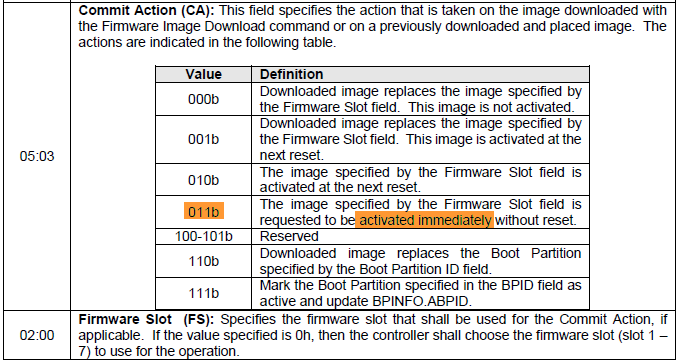 Commit Action (CA): This field specifies the action that is taken on the image downloaded with
the Firmware Image Download command or on a previously downloaded and placed image. The
actions are indicated in the following table.
Value Definition
000b Downloaded image replaces the image specified by
the Firmware Slot field. This image is not activated.
001b Downloaded image replaces the image specified by
the Firmware Slot field. This image is activated at the
next reset.
05:03
010b The image specified by the Firmware Slot field is
activated at the next reset.
011b The image specified by the Firmware Slot field is
requested to be activated immediately without reset.
100-101b Reserved
110b Downloaded image replaces the Boot Partition
specified by the Boot Partition ID field.
111b Mark the Boot Partition specified in the BPID field as
active and update BPINFO.ABPID.
02:00 Firmware Slot (FS): Specifies the firmware slot that shall be used for the Commit Action, if
applicable. If the value specified is 0h, then the controller shall choose the firmware slot (slot 1 –
7) to use for the operation.